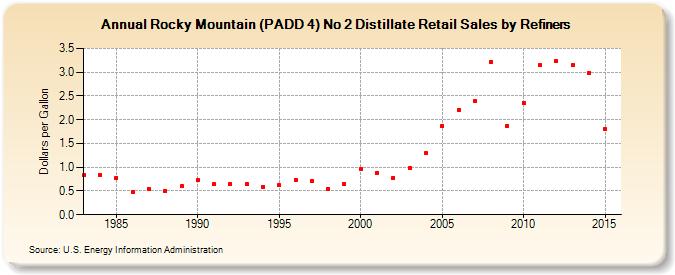 Annual Rocky Mountain (PADD 4) No 2 Distillate Retail Sales by Refiners
Dollars per Gallon
3.5
3.0
2.5
2.0
1.5
1.0
0.5
0.0
1985 1990 1995 2000 2005 2010 2015
Source: U.S. Energy Information Administration